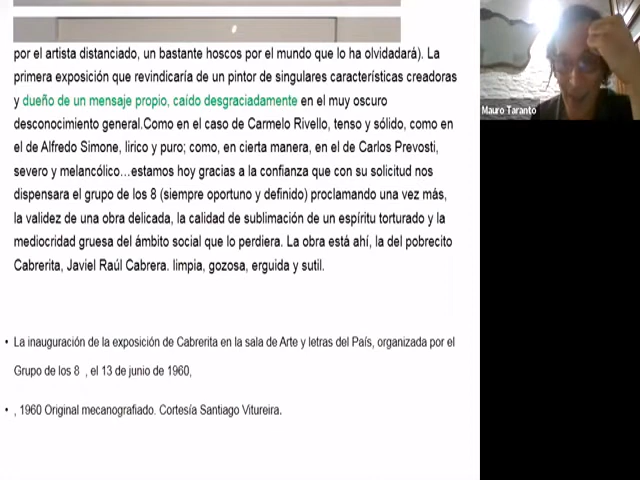 por el artista distanciado, un bastante hoscos por el mundo que lo ha olvidadará). La
primera exposición que revindicaría de un pintor de singulares características creadoras
y dueño de un mensaje propio, caído desgraciadamente en el muy oscuro
desconocimiento general.Como en el caso de Carmelo Rivello, tenso y sólido, como en
el de Alfredo Simone, lirico y puro; como, en cierta manera, en el de Carlos Prevosti,
severo y melancólico…estamos hoy gracias a la confianza que con su solicitud nos
dispensara el grupo de los 8 (siempre oportuno y definido) proclamando una vez más,
la validez de una obra delicada, la calidad de sublimación de un espíritu torturado y la
mediocridad gruesa del ámbito social que lo perdiera. La obra está ahí, la del pobrecito
Cabrerita, Javiel Raúl Cabrera. limpia, gozosa, erguida y sutil.
• La inauguración de la exposición de Cabrerita en la sala de Arte y letras del País, organizada por el
Grupo de los 8 , el 13 de junio de 1960,
• , 1960 Original mecanografiado. Cortesía Santiago Vitureira.
Mauro Taranto